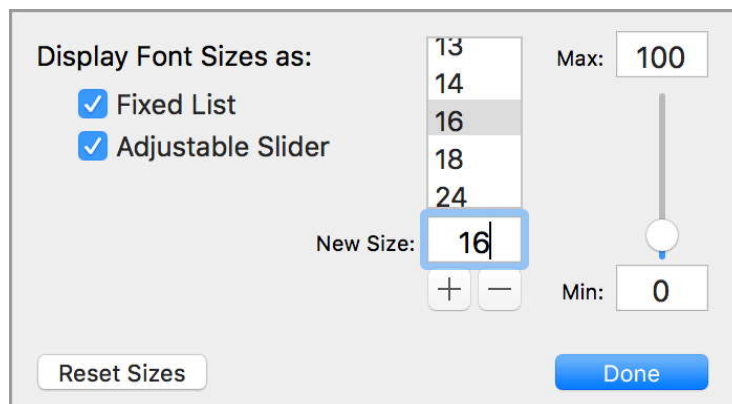 Display Font Sizes as:
Fixed List
Adjustable Slider
13
14
16
18
24
New Size: 16
Max: 100
Min: 0
Reset Sizes
Done